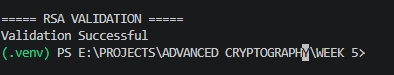 ===== RSA VALIDATION =====
Validation Successful
(.venv) PS E:\PROJECTS\ADVANCED CRYPTOGRAPHY\WEEK 5>